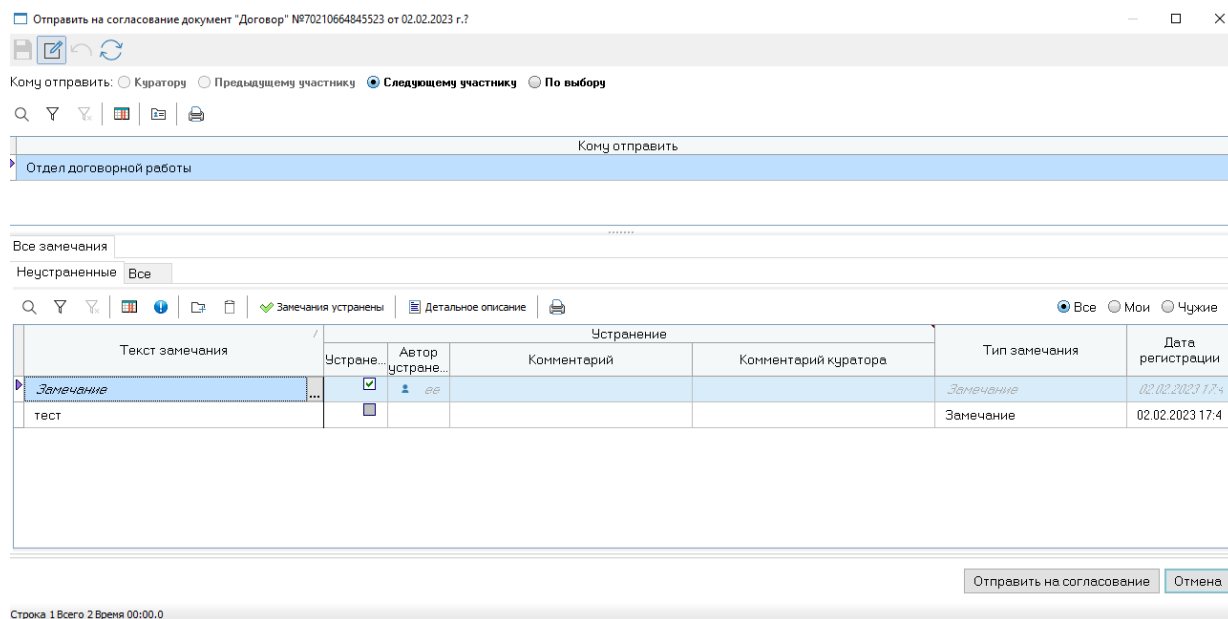 Отправить на согласование документ "Договор" №70210664845523 от 02.02.2023 г.?
Кому отправить: Куратору Предыдущему участнику Следующему участнику По выбору
Кому отправить
Отдел договорной работы
Все замечания
Неустраненные Все
Замечания устранены Детальное описание Все Мои Чужие
Текст замечания Устранение Тип замечания Дата регистрации
Устране... Автор устране... Комментарий Комментарий куратора
Замечание ... ее Замечание 02.02.2023 17:4
тест Замечание 02.02.2023 17:4
Отправить на согласование Отмена
Строка 1 Всего 2 Время 00:00.0